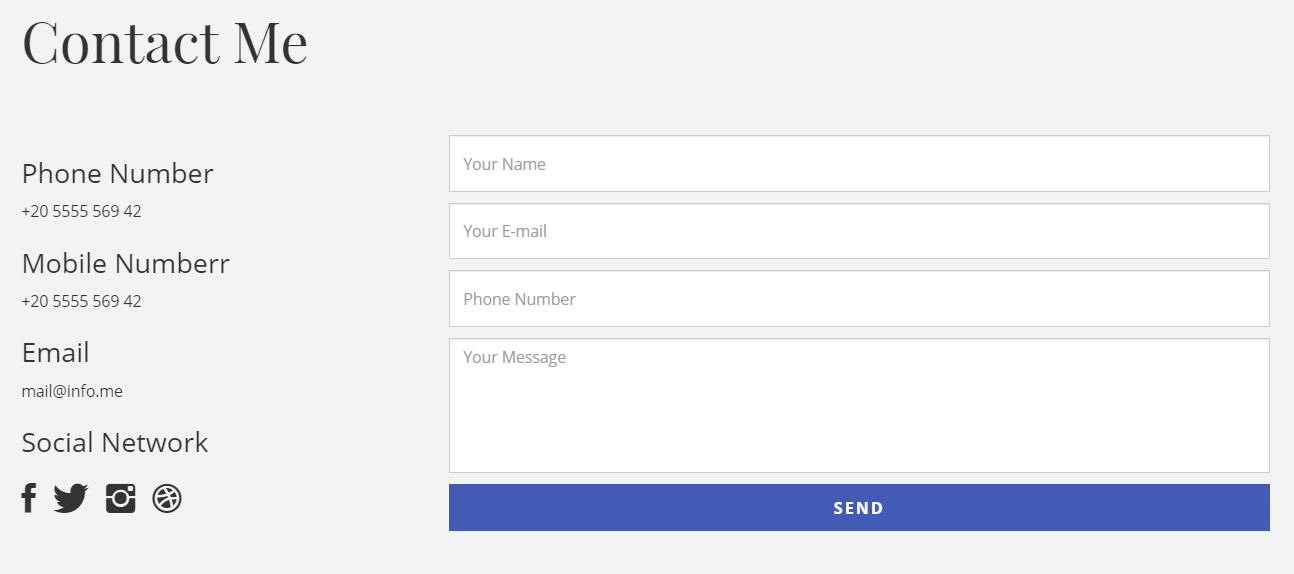 Contact Me
Phone Number
+20 5555 569 42
Mobile Numberr
+20 5555 569 42
Email
mail@info.me
Social Network
Your Name
Your E-mail
Phone Number
Your Message
SEND